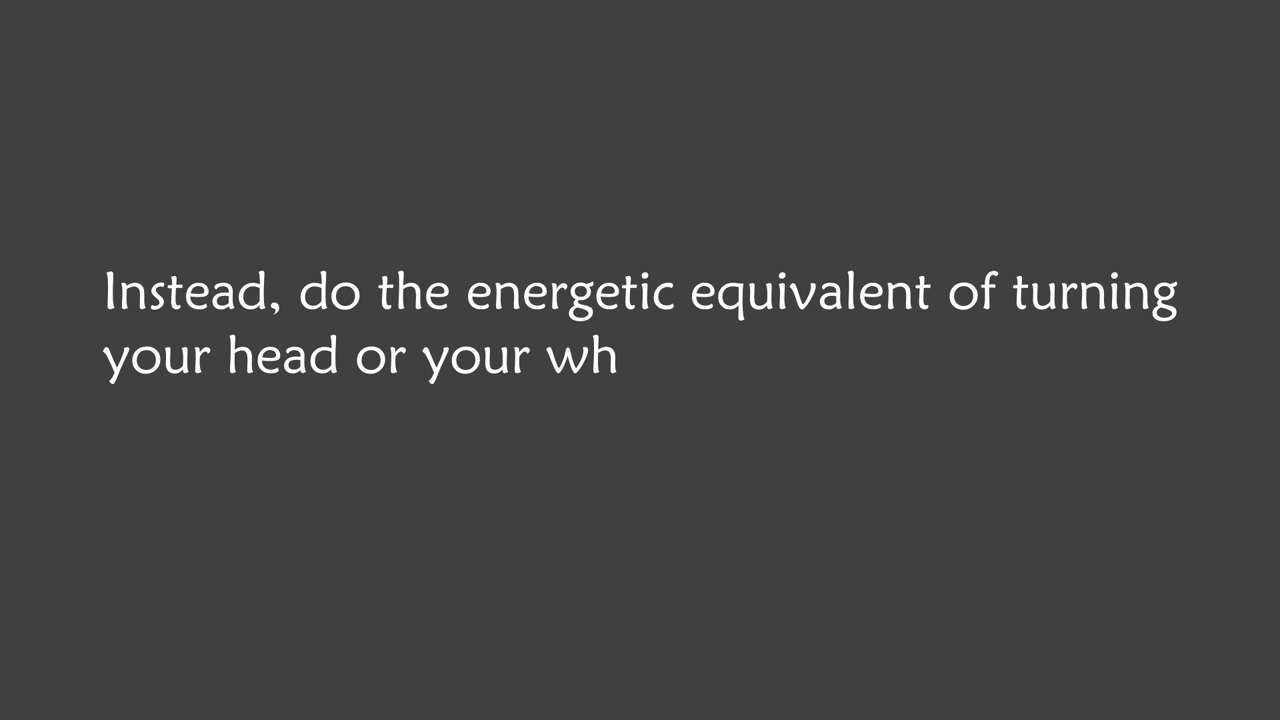 Instead, do the energetic equivalent of turning
your head or your wh